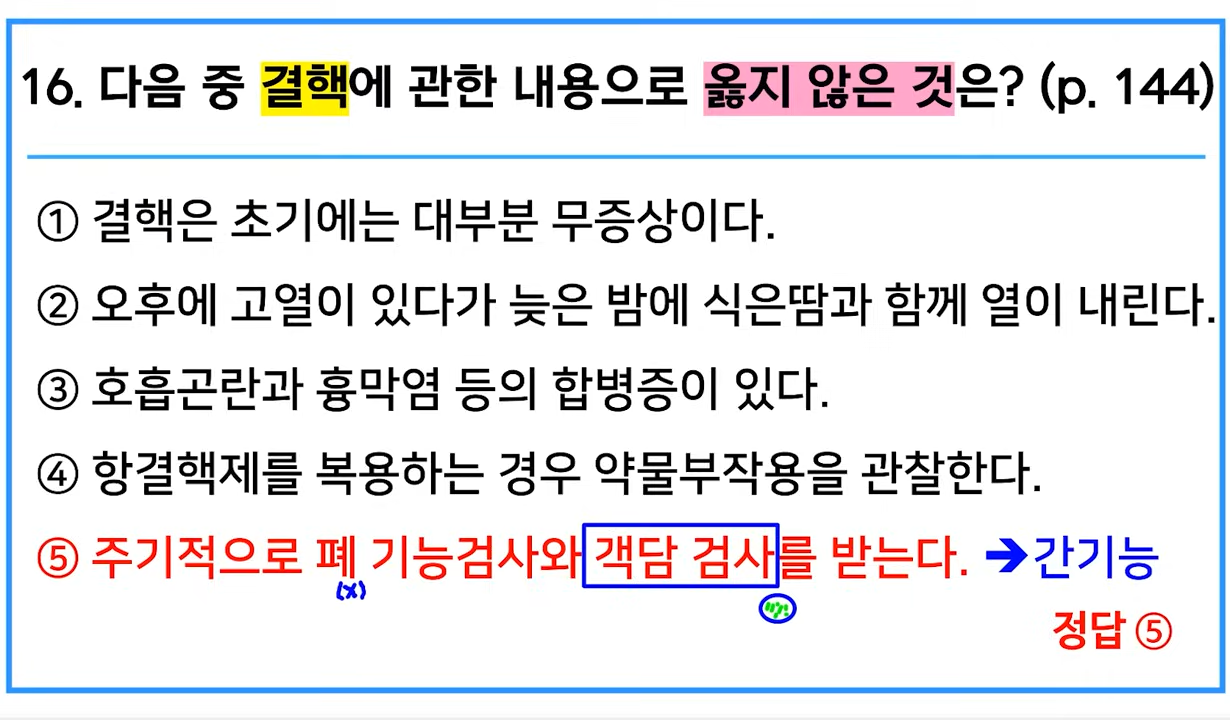 16. 다음 중 결핵에 관한 내용으로 옳지 않은 것은? (p. 144)
① 결핵은 초기에는 대부분 무증상이다.
② 오후에 고열이 있다가 늦은 밤에 식은땀과 함께 열이 내린다.
③ 호흡곤란과 흉막염 등의 합병증이 있다.
④ 항결핵제를 복용하는 경우 약물부작용을 관찰한다.
⑤ 주기적으로 폐 기능검사와 객담 검사를 받는다. ➔간기능
(x)
정답 ⑤